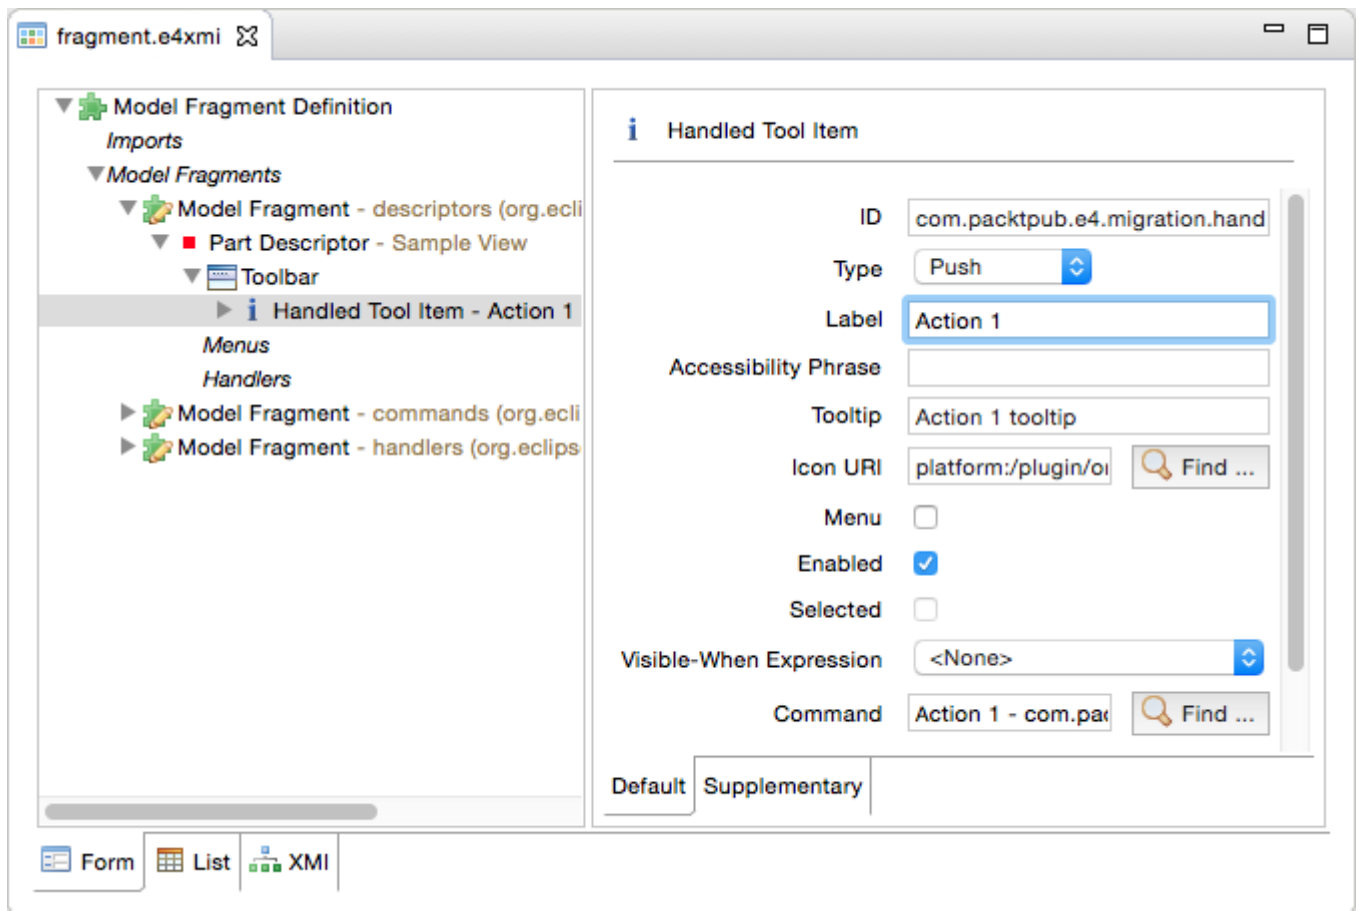 fragment.e4xmi
Model Fragment Definition
Imports
Model Fragments
Model Fragment - descriptors (org.ecli
Part Descriptor - Sample View
Toolbar
Handled Tool Item - Action 1
Menus
Handlers
Model Fragment - commands (org.ecli
Model Fragment - handlers (org.eclips
Handled Tool Item
ID com.packtpub.e4.migration.hand
Type Push
Label Action 1
Accessibility Phrase
Tooltip Action 1 tooltip
Icon URI platform:/plugin/or Find ...
Menu
Enabled
Selected
Visible-When Expression <None>
Command Action 1 - com.pac Find ...
Default Supplementary
Form List XMI